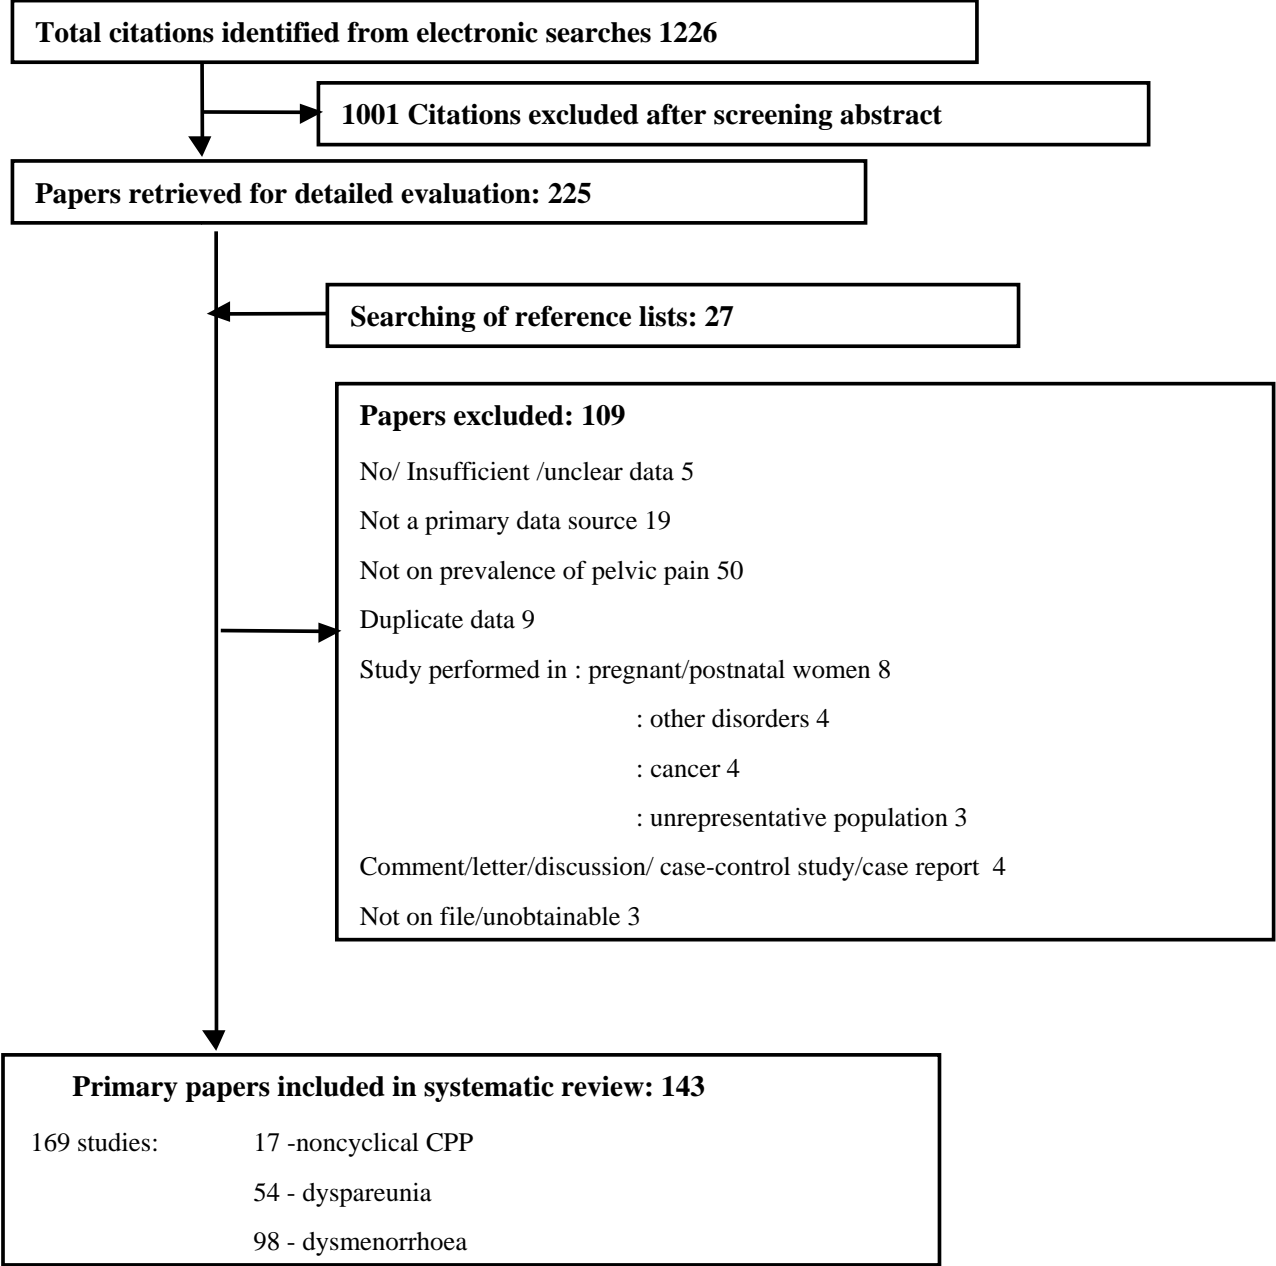 Total citations identified from electronic searches 1226
1001 Citations excluded after screening abstract
Papers retrieved for detailed evaluation: 225
Searching of reference lists: 27
Papers excluded: 109
No/ Insufficient /unclear data 5
Not a primary data source 19
Not on prevalence of pelvic pain 50
Duplicate data 9
Study performed in : pregnant/postnatal women 8
: other disorders 4
: cancer 4
: unrepresentative population 3
Comment/letter/discussion/ case-control study/case report 4
Not on file/unobtainable 3
Primary papers included in systematic review: 143
169 studies: 17 -noncyclical CPP
54 - dyspareunia
98 - dysmenorrhoea